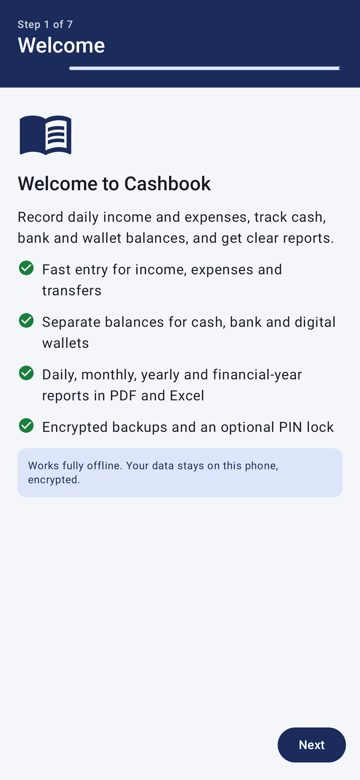 Step 1 of 7
Welcome
Welcome to Cashbook
Record daily income and expenses, track cash,
bank and wallet balances, and get clear reports.
Fast entry for income, expenses and
transfers
Separate balances for cash, bank and digital
wallets
Daily, monthly, yearly and financial-year
reports in PDF and Excel
Encrypted backups and an optional PIN lock
Works fully offline. Your data stays on this phone,
encrypted.
Next